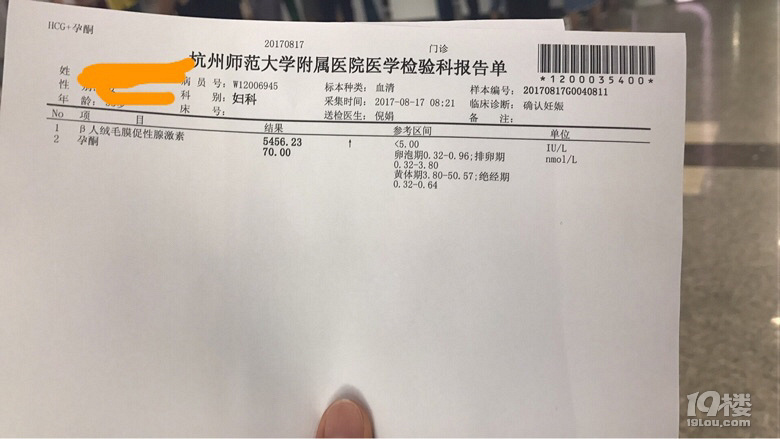 HCG+孕酮
20170817 门诊
杭州师范大学附属医院医学检验科报告单
*1200035400*
姓 病员号: W12006945 标本种类: 血清 样本编号: 20170817G0040811
性 别 科 别: 妇科 采集时间: 2017-08-17 08:21 临床诊断: 确认妊娠
年 龄: 床 号: 送检医生: 倪娟 备 注:
No 项 目 结果 参考区间 单位
1 β人绒毛膜促性腺激素 5456.23 ↑ <5.00 IU/L
2 孕酮 70.00 卵泡期0.32-0.96;排卵期 nmol/L
0.32-3.80
黄体期3.80-50.57;绝经期
0.32-0.64
19楼
19lou.com